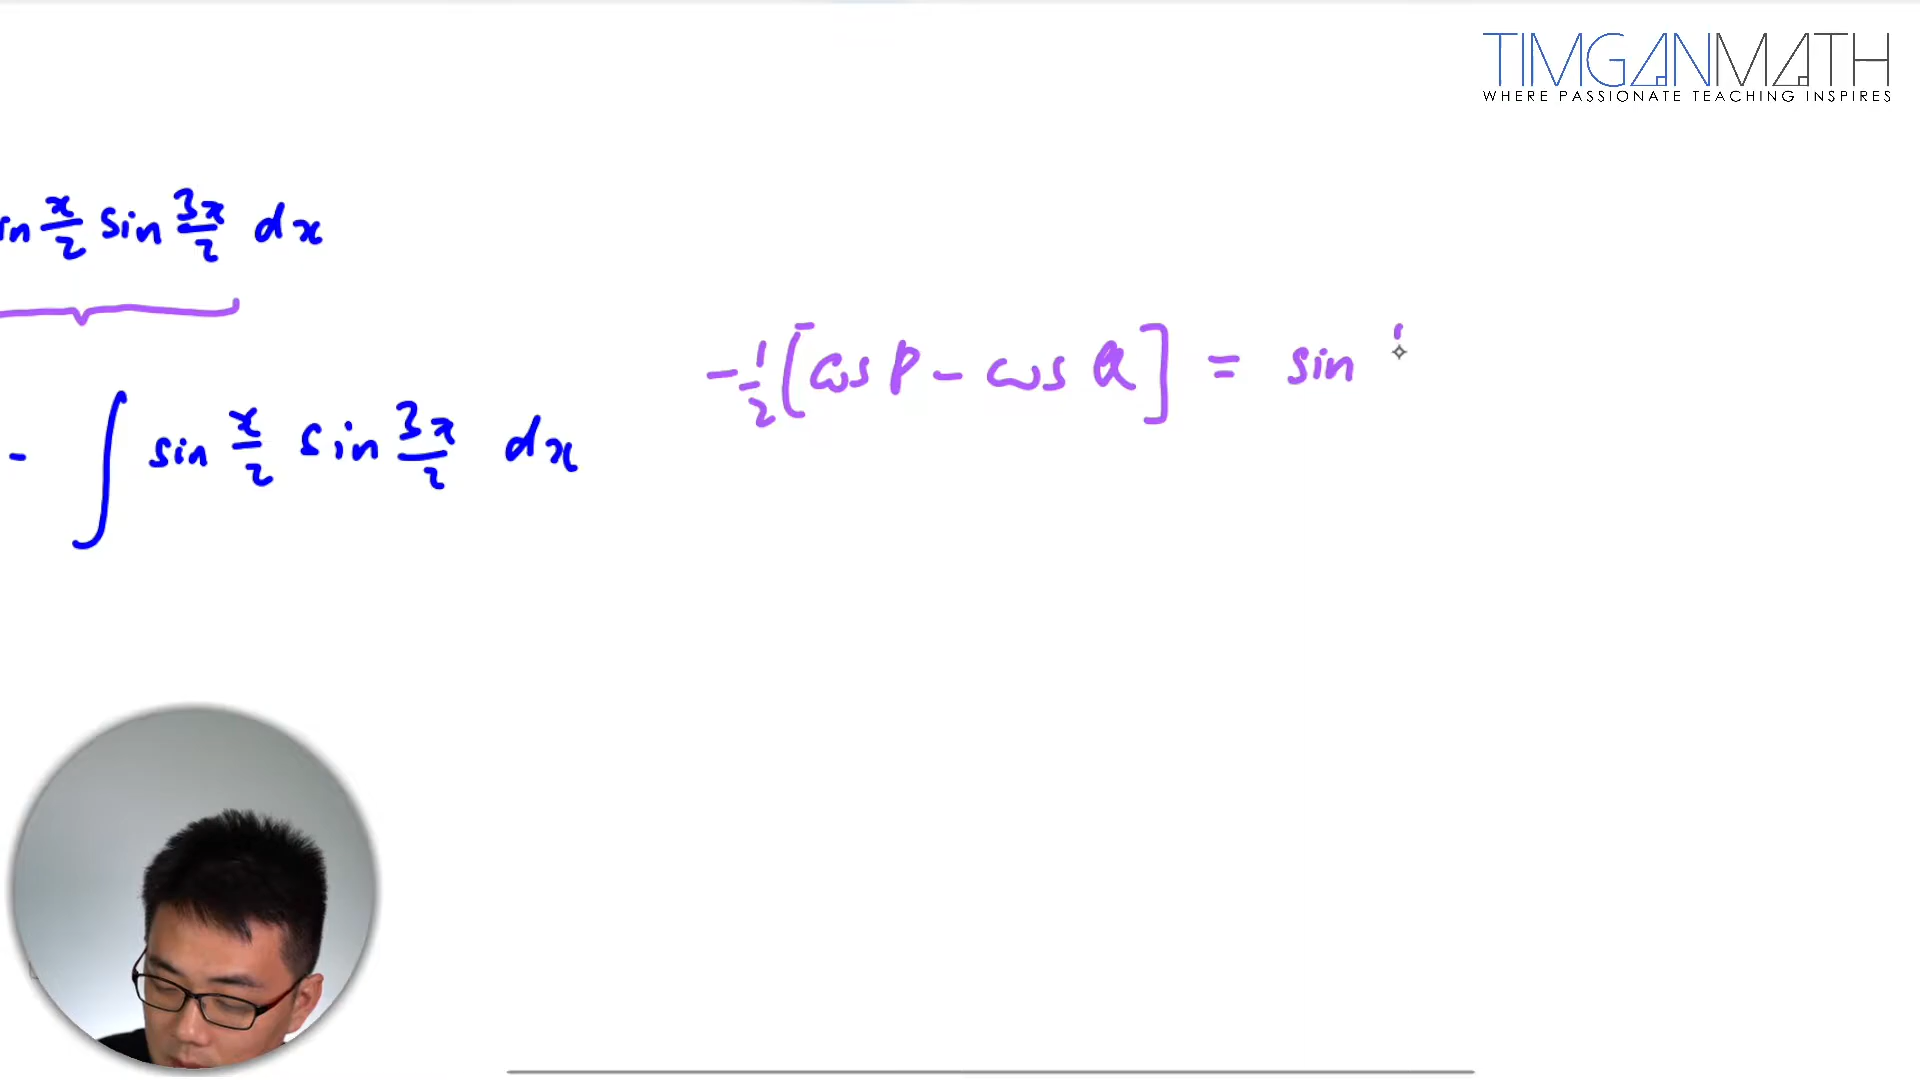 TIMGANMATH
WHERE PASSIONATE TEACHING INSPIRES
in x/2 sin 3x/2 dx
-1/2 [cos P - cos Q] = sin
- ∫ sin x/2 sin 3x/2 dx